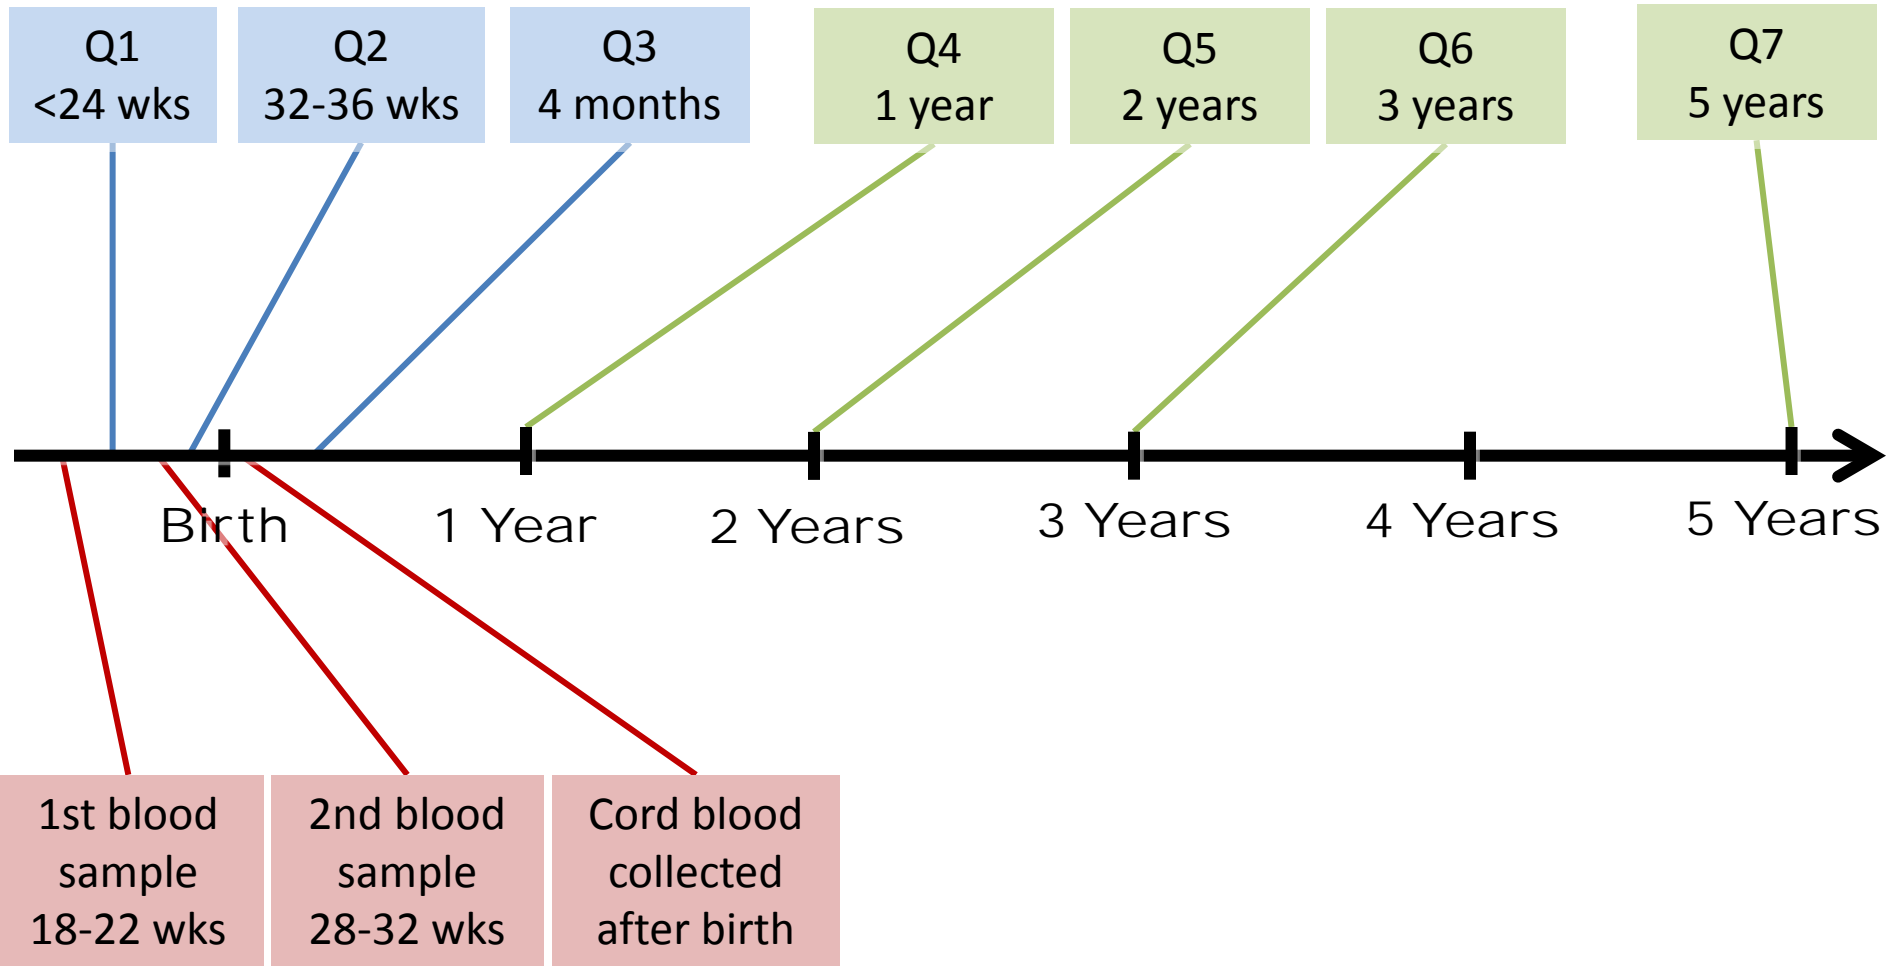 Q1
<24 wks
Q2
32-36 wks
Q3
4 months
Q4
1 year
Q5
2 years
Q6
3 years
Q7
5 years
Birth
1 Year
2 Years
3 Years
4 Years
5 Years
1st blood
sample
18-22 wks
2nd blood
sample
28-32 wks
Cord blood
collected
after birth